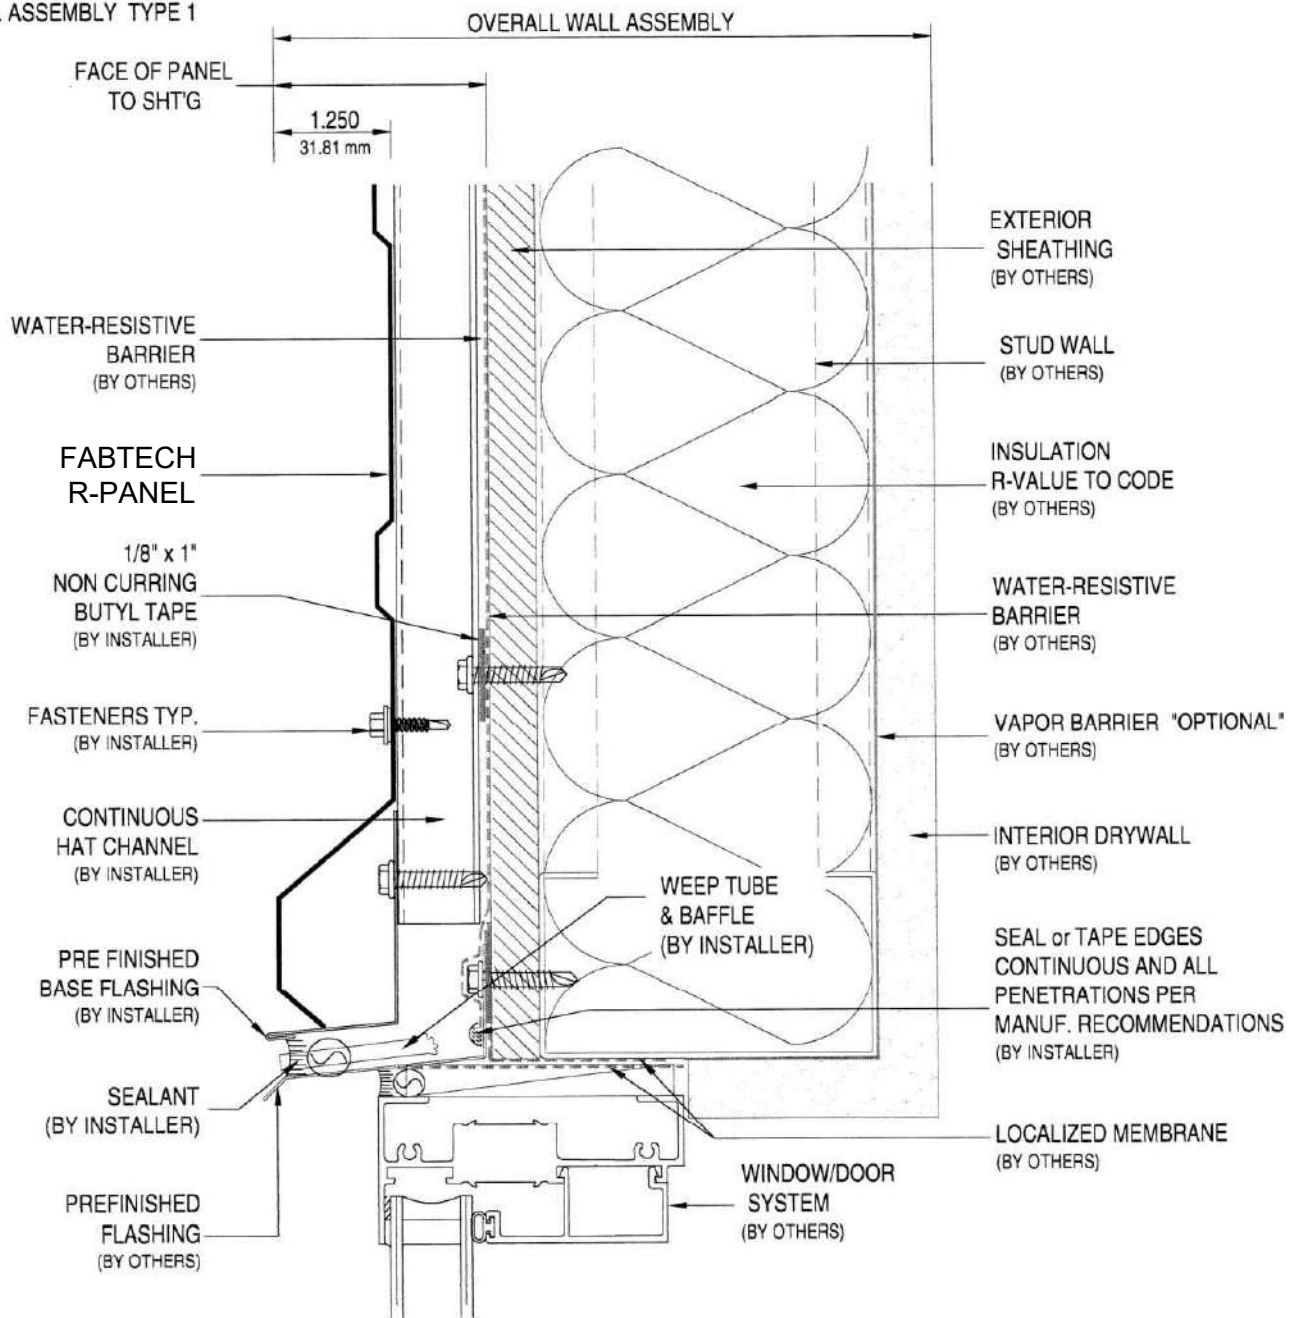 ASSEMBLY TYPE 1
OVERALL WALL ASSEMBLY
FACE OF PANEL
TO SHT'G
1.250
31.81 mm
WATER-RESISTIVE
BARRIER
(BY OTHERS)
FABTECH
R-PANEL
1/8" x 1"
NON CURRING
BUTYL TAPE
(BY INSTALLER)
FASTENERS TYP.
(BY INSTALLER)
CONTINUOUS
HAT CHANNEL
(BY INSTALLER)
PRE FINISHED
BASE FLASHING
(BY INSTALLER)
SEALANT
(BY INSTALLER)
PREFINISHED
FLASHING
(BY OTHERS)
WEEP TUBE
& BAFFLE
(BY INSTALLER)
WINDOW/DOOR
SYSTEM
(BY OTHERS)
EXTERIOR
SHEATHING
(BY OTHERS)
STUD WALL
(BY OTHERS)
INSULATION
R-VALUE TO CODE
(BY OTHERS)
WATER-RESISTIVE
BARRIER
(BY OTHERS)
VAPOR BARRIER "OPTIONAL"
(BY OTHERS)
INTERIOR DRYWALL
(BY OTHERS)
SEAL or TAPE EDGES
CONTINUOUS AND ALL
PENETRATIONS PER
MANUF. RECOMMENDATIONS
(BY INSTALLER)
LOCALIZED MEMBRANE
(BY OTHERS)